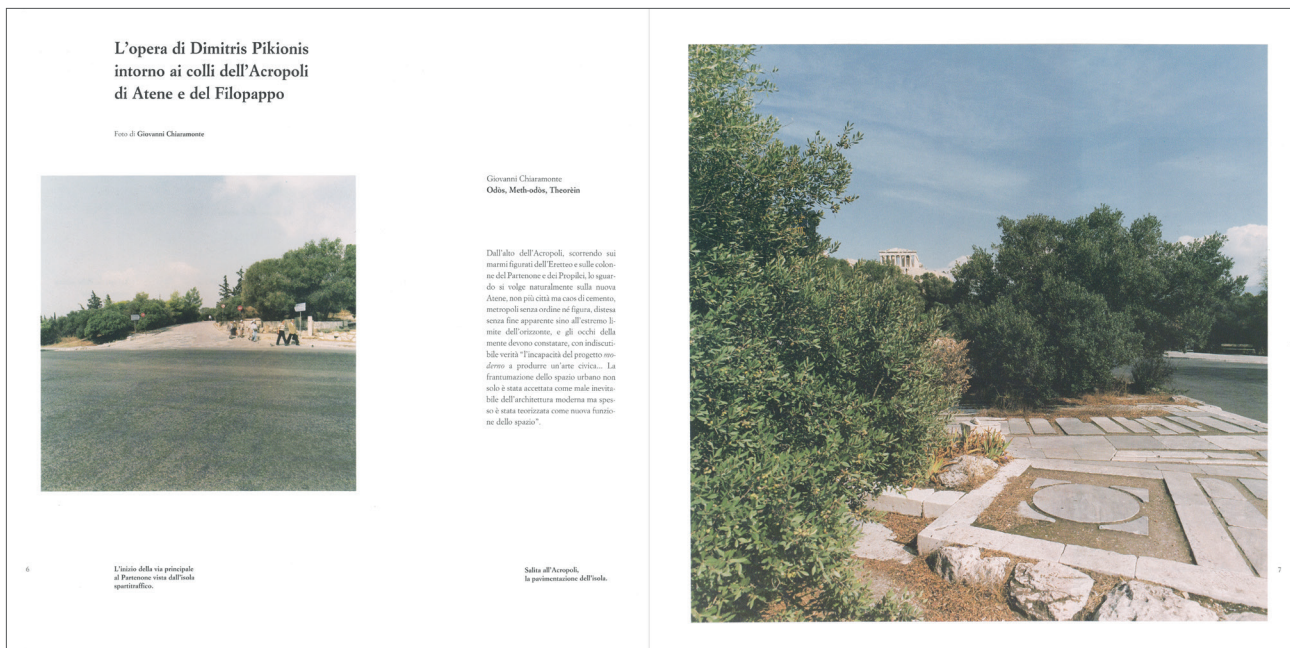 L'opera di Dimitris Pikionis
intorno ai colli dell'Acropoli
di Atene e del Filopappo
Foto di Giovanni Chiaramonte
Giovanni Chiaramonte
Odòs, Meth-odòs, Theorèin
Dall'alto dell'Acropoli, scorrendo sui
marmi figurati dell'Eretteo e sulle colon-
ne del Partenone e dei Propilei, lo sguar-
do si volge naturalmente sulla nuova
Atene, non più città ma caos di cemento,
metropoli senza ordine né figura, distesa
senza fine apparente sino all'estremo li-
mite dell'orizzonte, e gli occhi della
mente devono constatare, con indiscuti-
bile verità "l'incapacità del progetto mo-
derno a produrre un'arte civica... La
frantumazione dello spazio urbano non
solo è stata accettata come male inevita-
bile dell'architettura moderna ma spes-
so è stata teorizzata come nuova funzio-
ne dello spazio".
6
L'inizio della via principale
al Partenone vista dall'isola
spartitraffico.
Salita all'Acropoli,
la pavimentazione dell'isola.
7